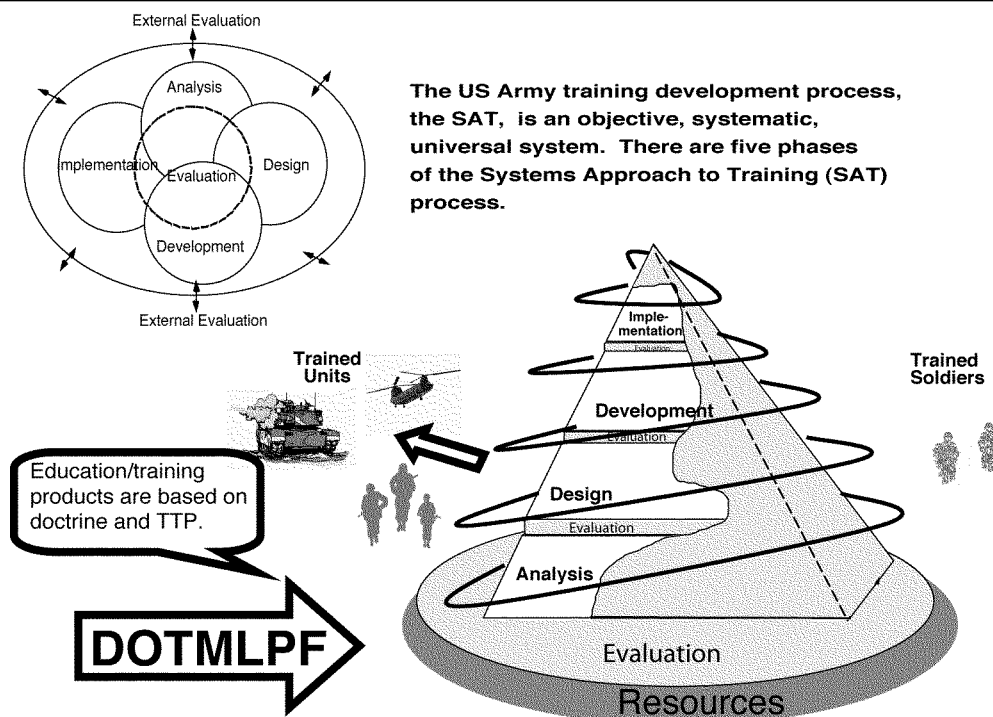 External Evaluation
Analysis
Implementation
Evaluation
Design
Development
External Evaluation
The US Army training development process,
the SAT, is an objective, systematic,
universal system. There are five phases
of the Systems Approach to Training (SAT)
process.
Trained
Units
Imple-
mentation
Evaluation
Trained
Soldiers
Development
Evaluation
Education/training
products are based on
doctrine and TTP.
Design
Evaluation
Analysis
DOTMLPF
Evaluation
Resources